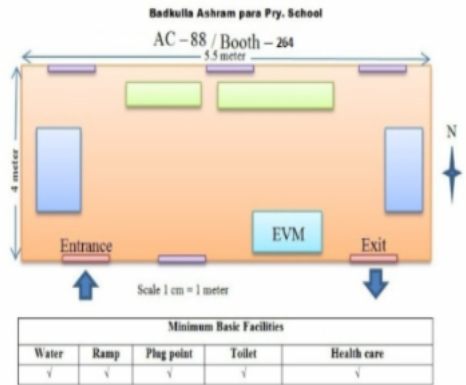 Badkulla Ashram para Pry. School
AC – 88 / Booth – 264
5.5 meter
4 meter
N
EVM
Entrance
Exit
Scale 1 cm = 1 meter
Minimum Basic Facilities
Water Ramp Plug point Toilet Health care
√ √ √ √ √